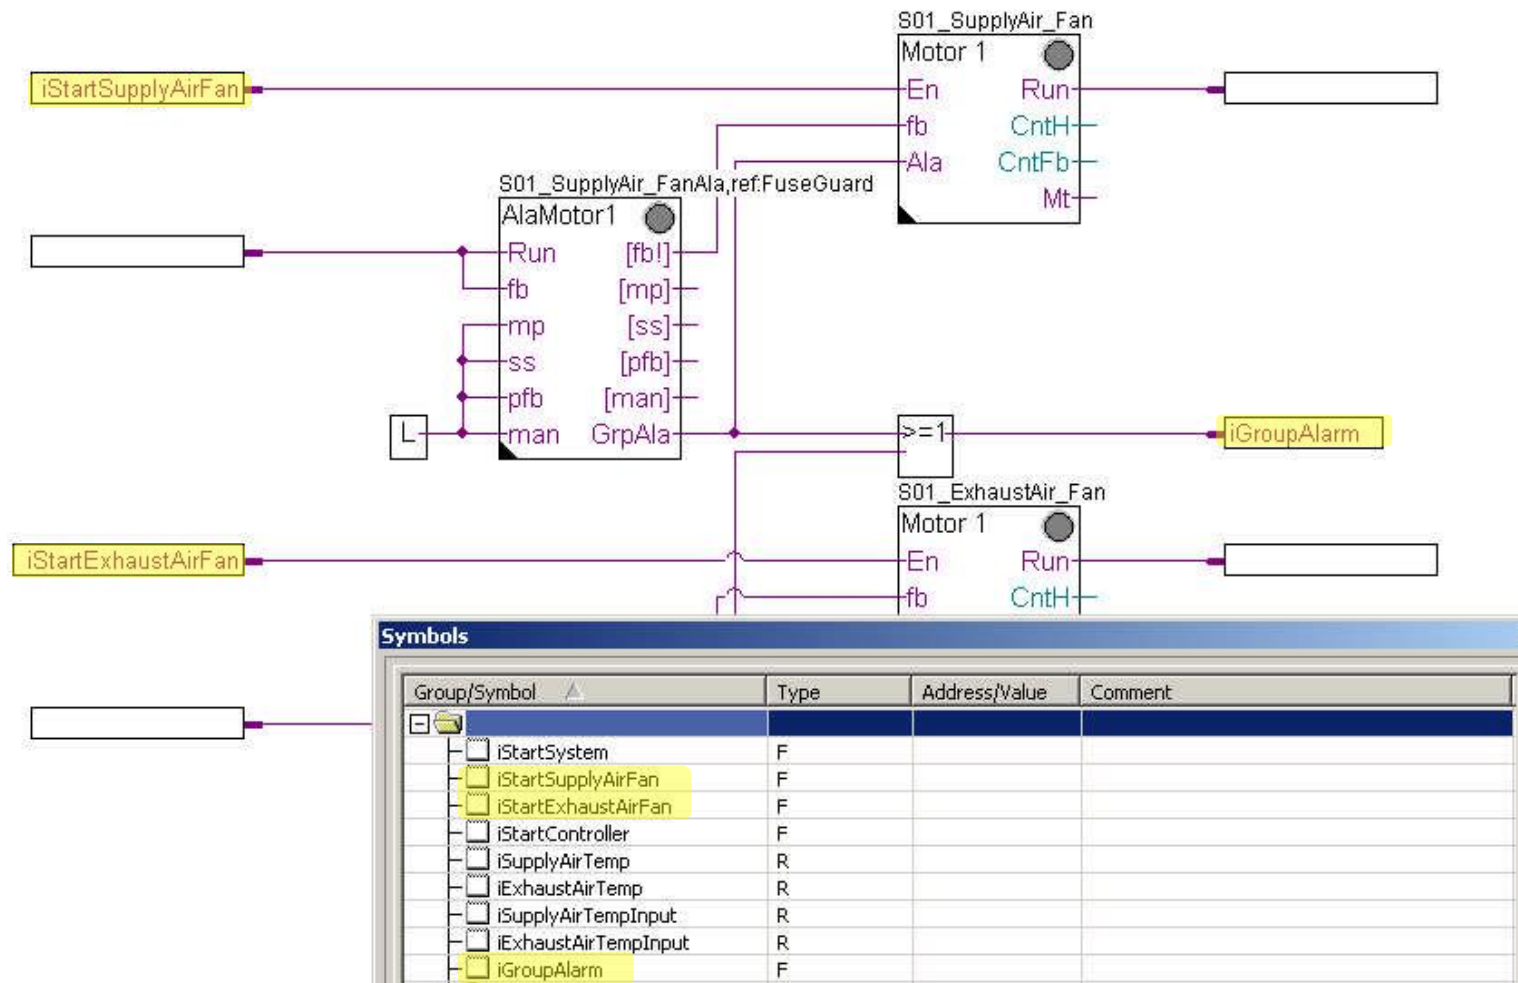 S01_SupplyAir_Fan
Motor 1
iStartSupplyAirFan
En Run
fb CntH
Ala CntFb
Mt
S01_SupplyAir_FanAla,ref:FuseGuard
AlaMotor1
Run [fb!]
fb [mp]
mp [ss]
ss [pfb]
pfb [man]
L man GrpAla
>=1
iGroupAlarm
S01_ExhaustAir_Fan
Motor 1
iStartExhaustAirFan
En Run
fb CntH
Symbols
Group/Symbol Type Address/Value Comment
iStartSystem F
iStartSupplyAirFan F
iStartExhaustAirFan F
iStartController F
iSupplyAirTemp R
iExhaustAirTemp R
iSupplyAirTempInput R
iExhaustAirTempInput R
iGroupAlarm F